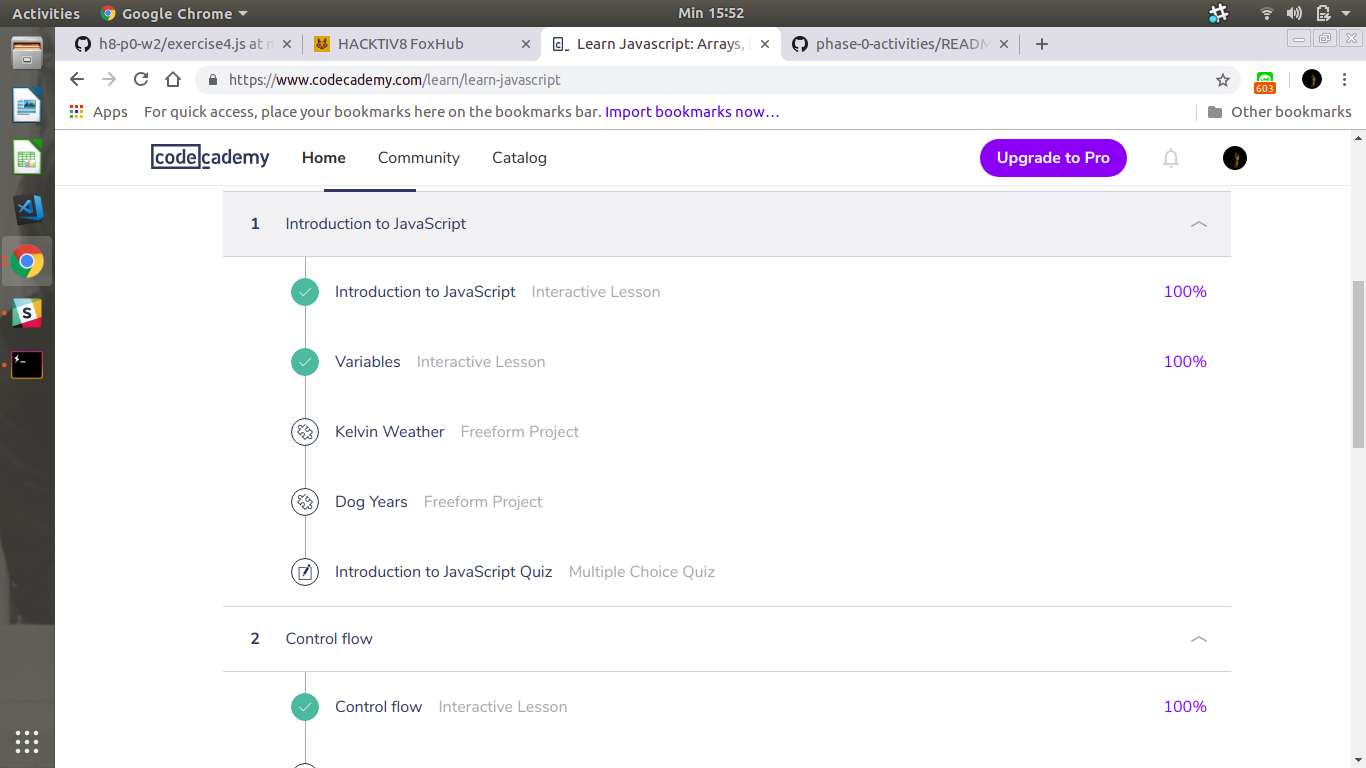 Activities Google Chrome Min 15:52
h8-p0-w2/exercise4.js at m HACKTIV8 FoxHub Learn Javascript: Arrays, phase-0-activities/READM
https://www.codecademy.com/learn/learn-javascript 603
Apps For quick access, place your bookmarks here on the bookmarks bar. Import bookmarks now… Other bookmarks
codecademy Home Community Catalog Upgrade to Pro
1 Introduction to JavaScript
Introduction to JavaScript Interactive Lesson 100%
Variables Interactive Lesson 100%
Kelvin Weather Freeform Project
Dog Years Freeform Project
Introduction to JavaScript Quiz Multiple Choice Quiz
2 Control flow
Control flow Interactive Lesson 100%